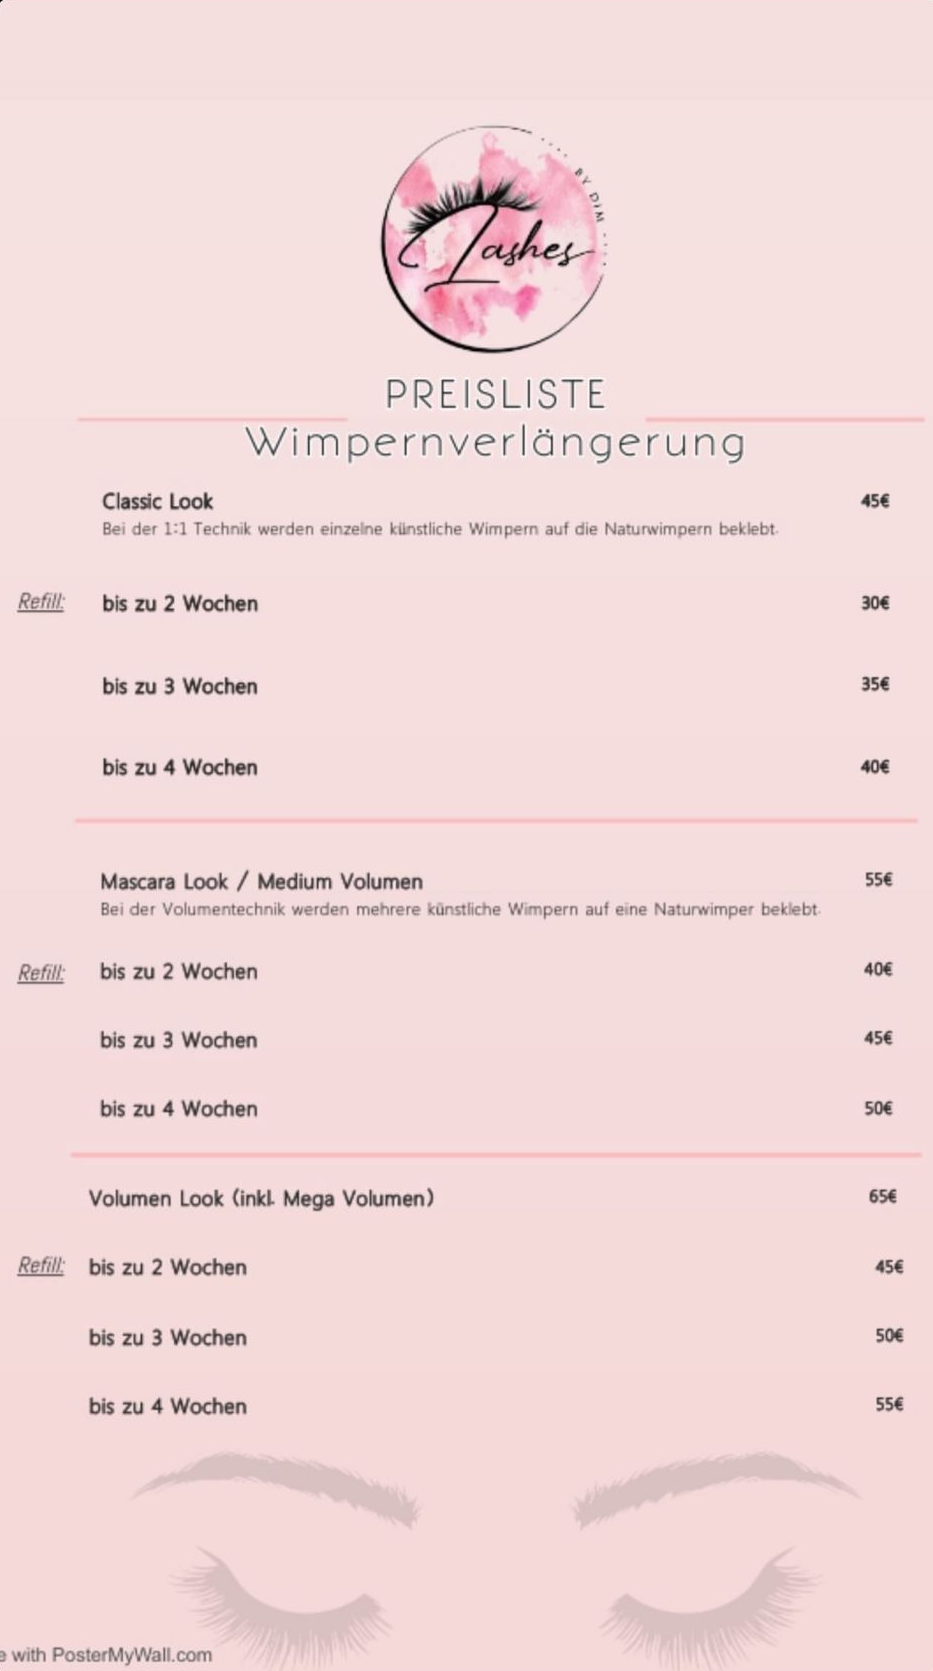 Lashes
BY DIM
PREISLISTE
Wimpernverlängerung
Classic Look 45€
Bei der 1:1 Technik werden einzelne künstliche Wimpern auf die Naturwimpern beklebt.
Refill: bis zu 2 Wochen 30€
bis zu 3 Wochen 35€
bis zu 4 Wochen 40€
Mascara Look / Medium Volumen 55€
Bei der Volumentechnik werden mehrere künstliche Wimpern auf eine Naturwimper beklebt.
Refill: bis zu 2 Wochen 40€
bis zu 3 Wochen 45€
bis zu 4 Wochen 50€
Volumen Look (inkl. Mega Volumen) 65€
Refill: bis zu 2 Wochen 45€
bis zu 3 Wochen 50€
bis zu 4 Wochen 55€
e with PosterMyWall.com